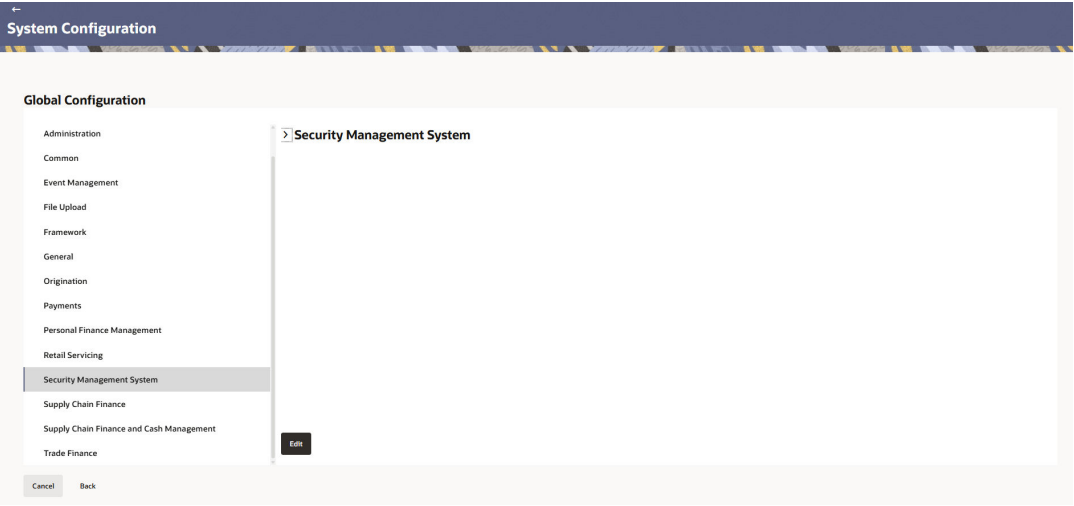 System Configuration
Global Configuration
Administration
Common
Event Management
File Upload
Framework
General
Origination
Payments
Personal Finance Management
Retail Servicing
Security Management System
Supply Chain Finance
Supply Chain Finance and Cash Management
Trade Finance
Security Management System
Edit
Cancel
Back